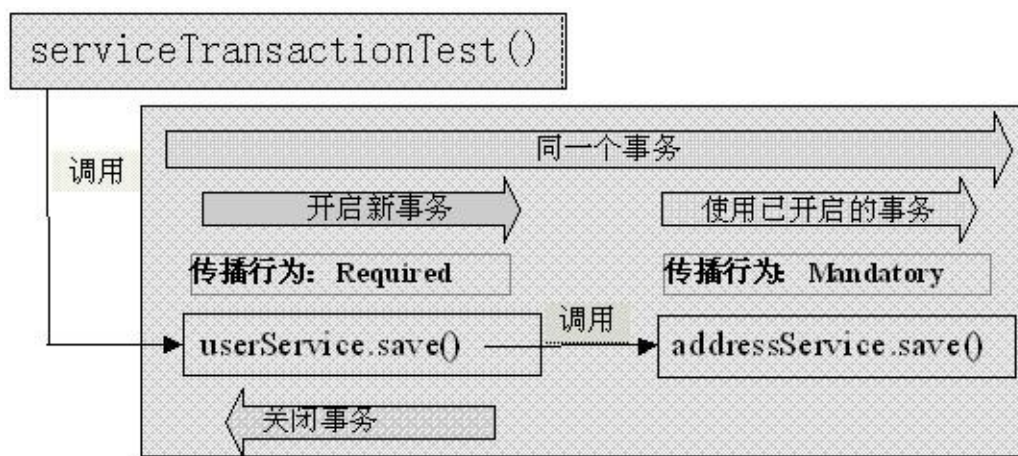 serviceTransactionTest()
同一个事务
调用
开启新事务
使用已开启的事务
传播行为: Required
传播行为: Mandatory
调用
userService.save()
addressService.save()
关闭事务